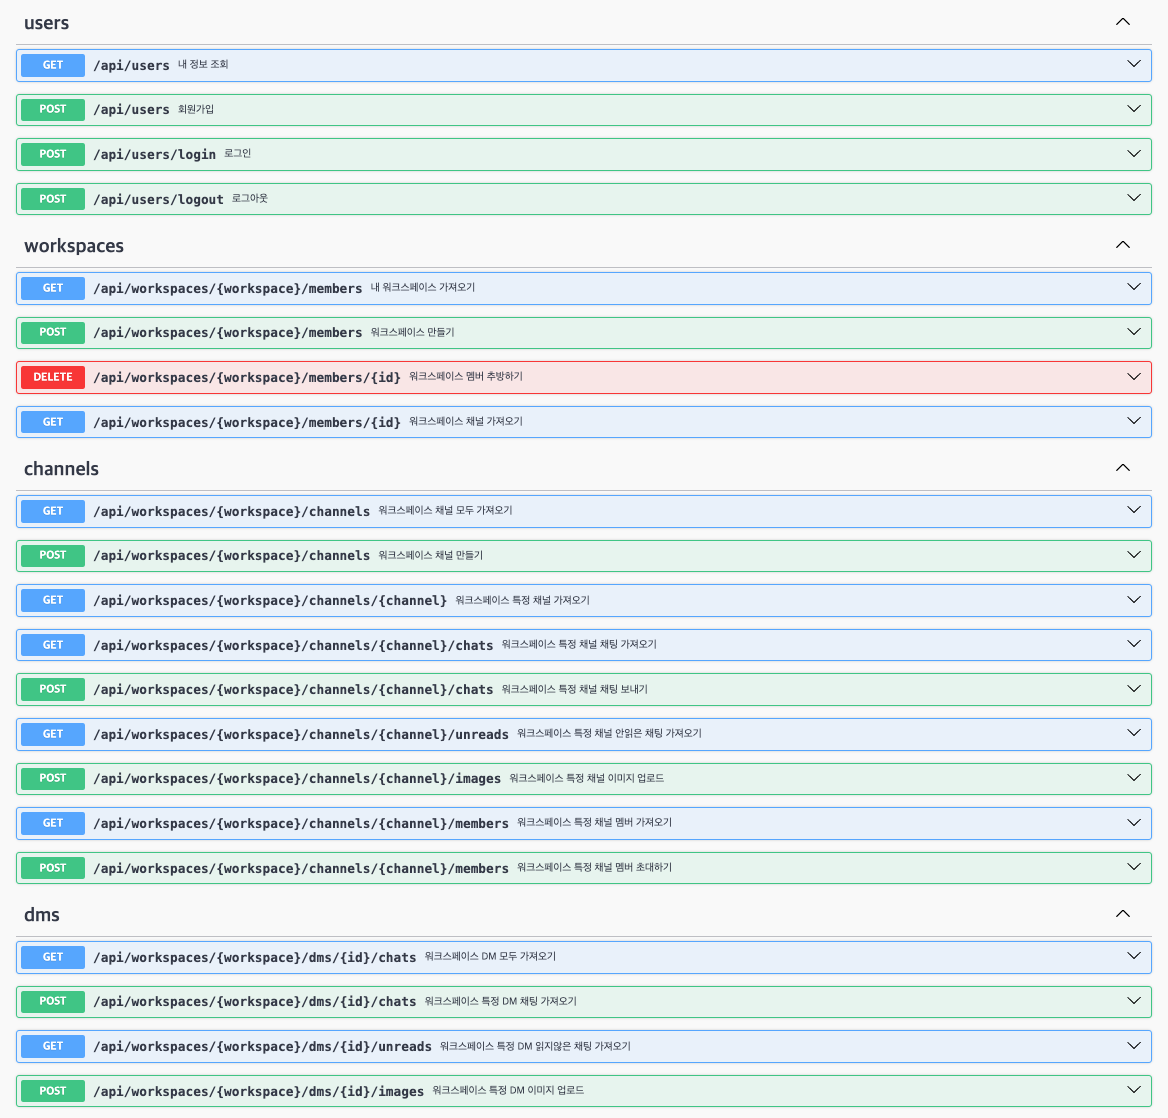 users
GET /api/users 내 정보 조회
POST /api/users 회원가입
POST /api/users/login 로그인
POST /api/users/logout 로그아웃
workspaces
GET /api/workspaces/{workspace}/members 내 워크스페이스 가져오기
POST /api/workspaces/{workspace}/members 워크스페이스 만들기
DELETE /api/workspaces/{workspace}/members/{id} 워크스페이스 멤버 추방하기
GET /api/workspaces/{workspace}/members/{id} 워크스페이스 채널 가져오기
channels
GET /api/workspaces/{workspace}/channels 워크스페이스 채널 모두 가져오기
POST /api/workspaces/{workspace}/channels 워크스페이스 채널 만들기
GET /api/workspaces/{workspace}/channels/{channel} 워크스페이스 특정 채널 가져오기
GET /api/workspaces/{workspace}/channels/{channel}/chats 워크스페이스 특정 채널 채팅 가져오기
POST /api/workspaces/{workspace}/channels/{channel}/chats 워크스페이스 특정 채널 채팅 보내기
GET /api/workspaces/{workspace}/channels/{channel}/unreads 워크스페이스 특정 채널 안읽은 채팅 가져오기
POST /api/workspaces/{workspace}/channels/{channel}/images 워크스페이스 특정 채널 이미지 업로드
GET /api/workspaces/{workspace}/channels/{channel}/members 워크스페이스 특정 채널 멤버 가져오기
POST /api/workspaces/{workspace}/channels/{channel}/members 워크스페이스 특정 채널 멤버 초대하기
dms
GET /api/workspaces/{workspace}/dms/{id}/chats 워크스페이스 DM 모두 가져오기
POST /api/workspaces/{workspace}/dms/{id}/chats 워크스페이스 특정 DM 채팅 가져오기
GET /api/workspaces/{workspace}/dms/{id}/unreads 워크스페이스 특정 DM 읽지않은 채팅 가져오기
POST /api/workspaces/{workspace}/dms/{id}/images 워크스페이스 특정 DM 이미지 업로드